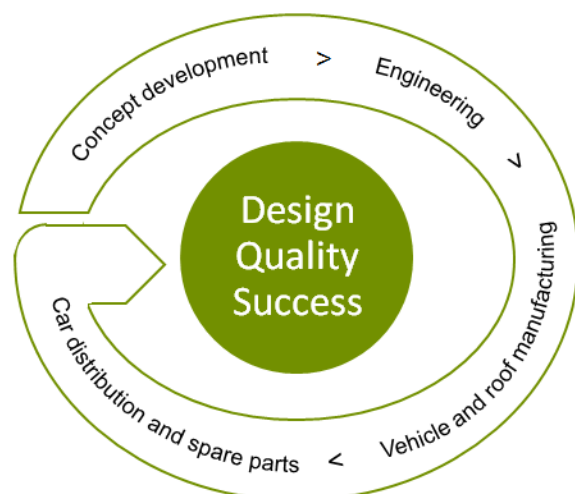 Concept development
>
Engineering
>
Vehicle and roof manufacturing
<
Car distribution and spare parts
Design
Quality
Success